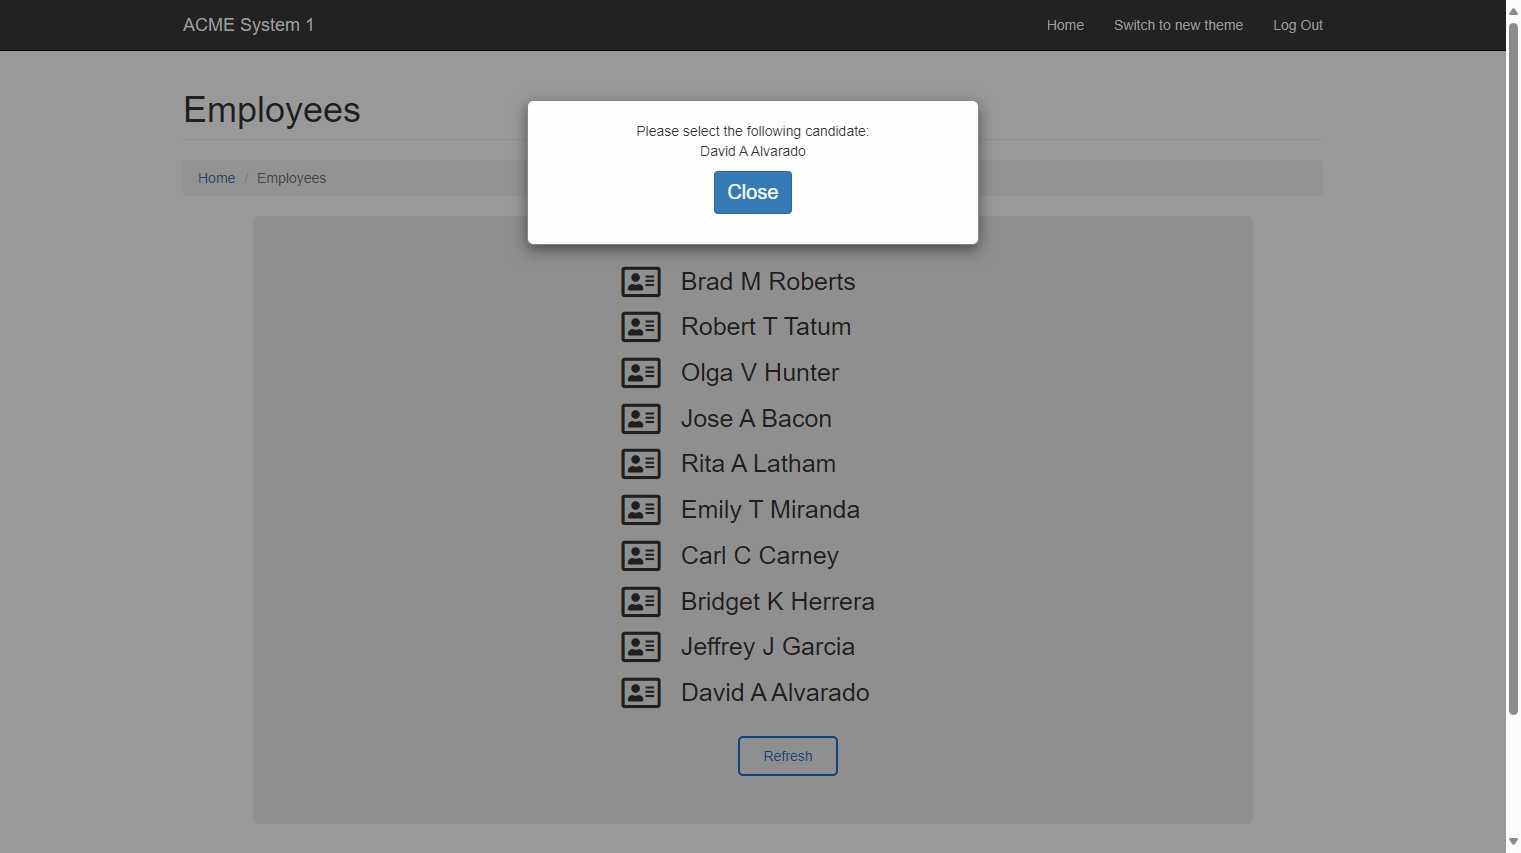 ACME System 1
Home
Switch to new theme
Log Out
Employees
Please select the following candidate:
David A Alvarado
Close
Home / Employees
Brad M Roberts
Robert T Tatum
Olga V Hunter
Jose A Bacon
Rita A Latham
Emily T Miranda
Carl C Carney
Bridget K Herrera
Jeffrey J Garcia
David A Alvarado
Refresh